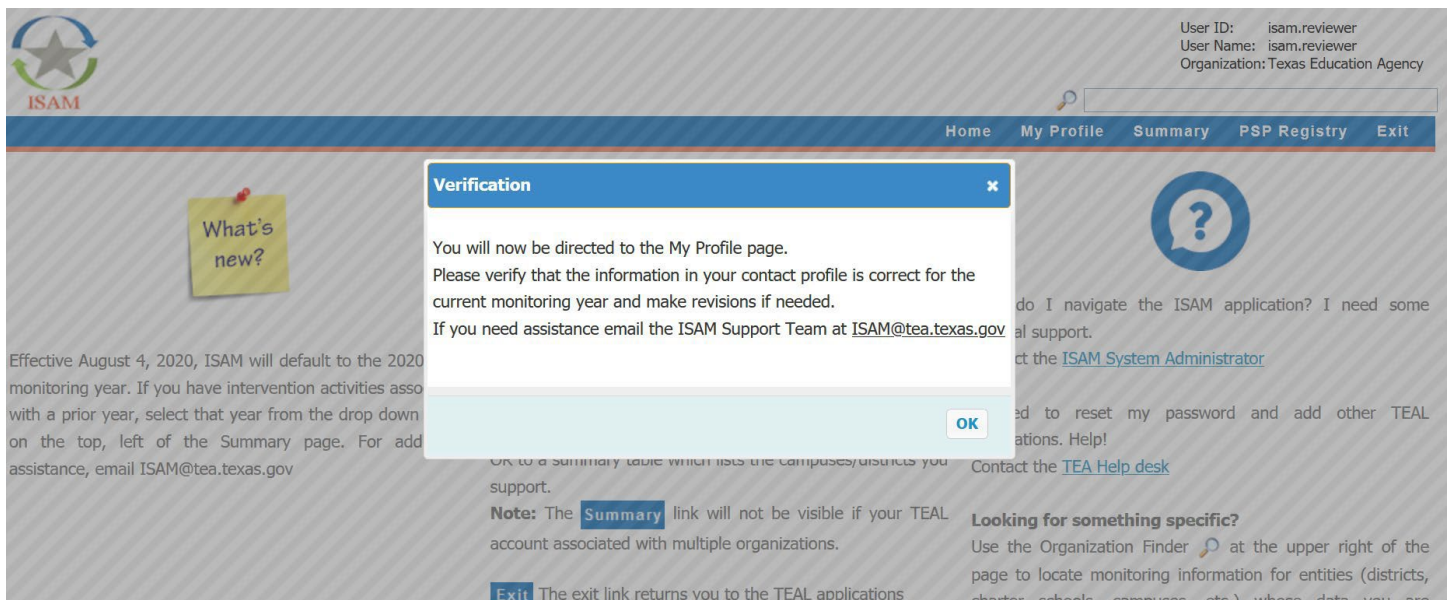 User ID: isam.reviewer
User Name: isam.reviewer
Organization: Texas Education Agency
ISAM
Home My Profile Summary PSP Registry Exit
Verification
You will now be directed to the My Profile page.
Please verify that the information in your contact profile is correct for the
current monitoring year and make revisions if needed.
If you need assistance email the ISAM Support Team at ISAM@tea.texas.gov
OK
What's
new?
Effective August 4, 2020, ISAM will default to the 2020
monitoring year. If you have intervention activities asso
with a prior year, select that year from the drop down
on the top, left of the Summary page. For add
assistance, email ISAM@tea.texas.gov
OR to a summary table which lists the campuses/districts you
support.
Note: The Summary link will not be visible if your TEAL
account associated with multiple organizations.
Exit The exit link returns you to the TEAL applications
?
do I navigate the ISAM application? I need some
al support.
ct the ISAM System Administrator
ed to reset my password and add other TEAL
ations. Help!
Contact the TEA Help desk
Looking for something specific?
Use the Organization Finder at the upper right of the
page to locate monitoring information for entities (districts,
charter schools, campuses, etc.) whose data you are